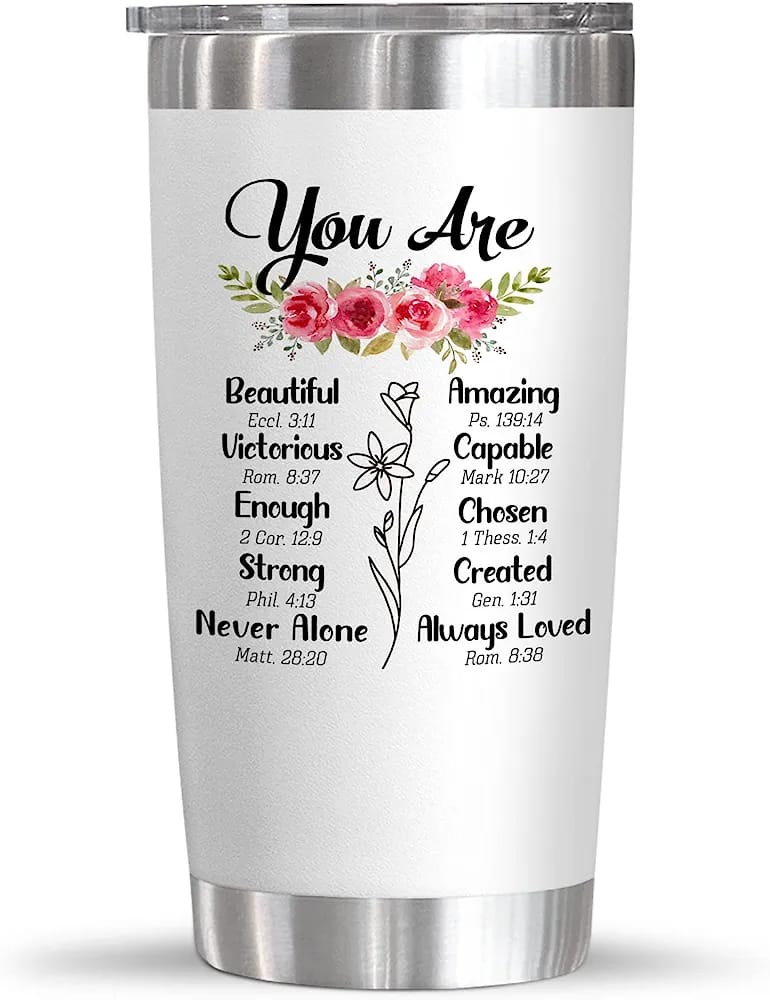 You Are
Beautiful
Eccl. 3:11
Victorious
Rom. 8:37
Enough
2 Cor. 12:9
Strong
Phil. 4:13
Never Alone
Matt. 28:20
Amazing
Ps. 139:14
Capable
Mark 10:27
Chosen
1 Thess. 1:4
Created
Gen. 1:31
Always Loved
Rom. 8:38